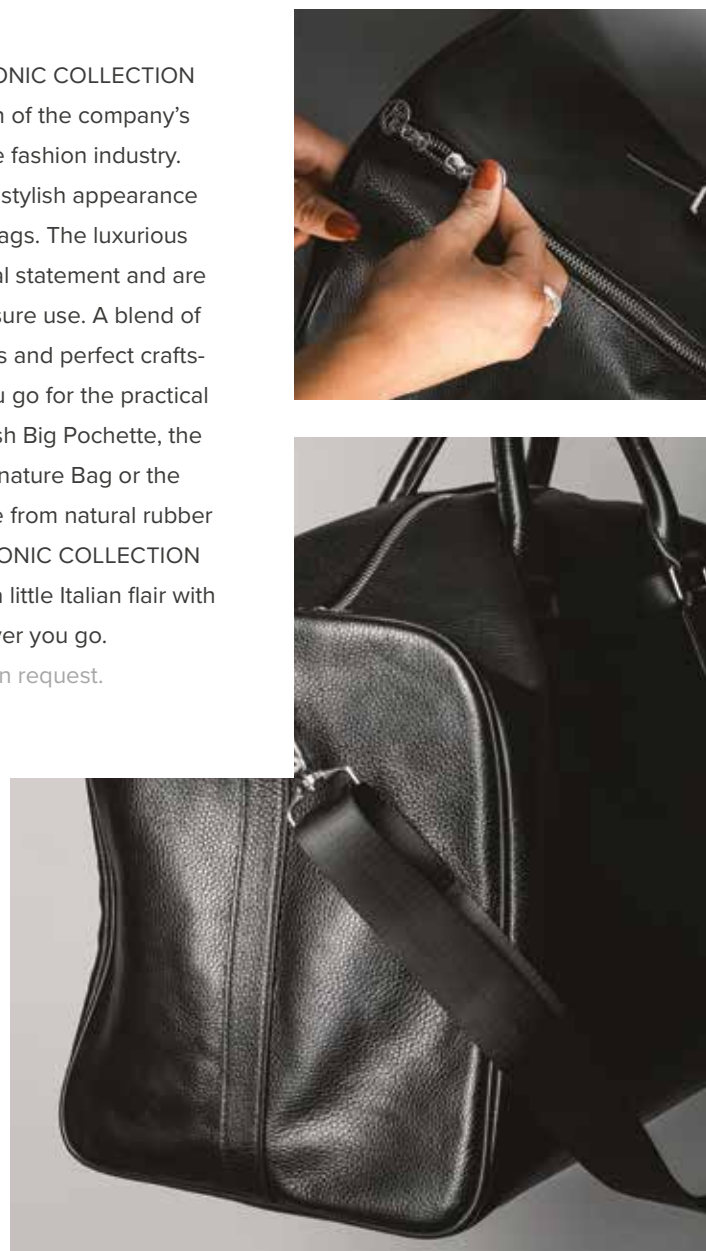 ONIC COLLECTION
of the company's
fashion industry.
stylish appearance
ags. The luxurious
al statement and are
sure use. A blend of
s and perfect crafts-
u go for the practical
sh Big Pochette, the
nature Bag or the
from natural rubber
ONIC COLLECTION
little Italian flair with
ver you go.
n request.